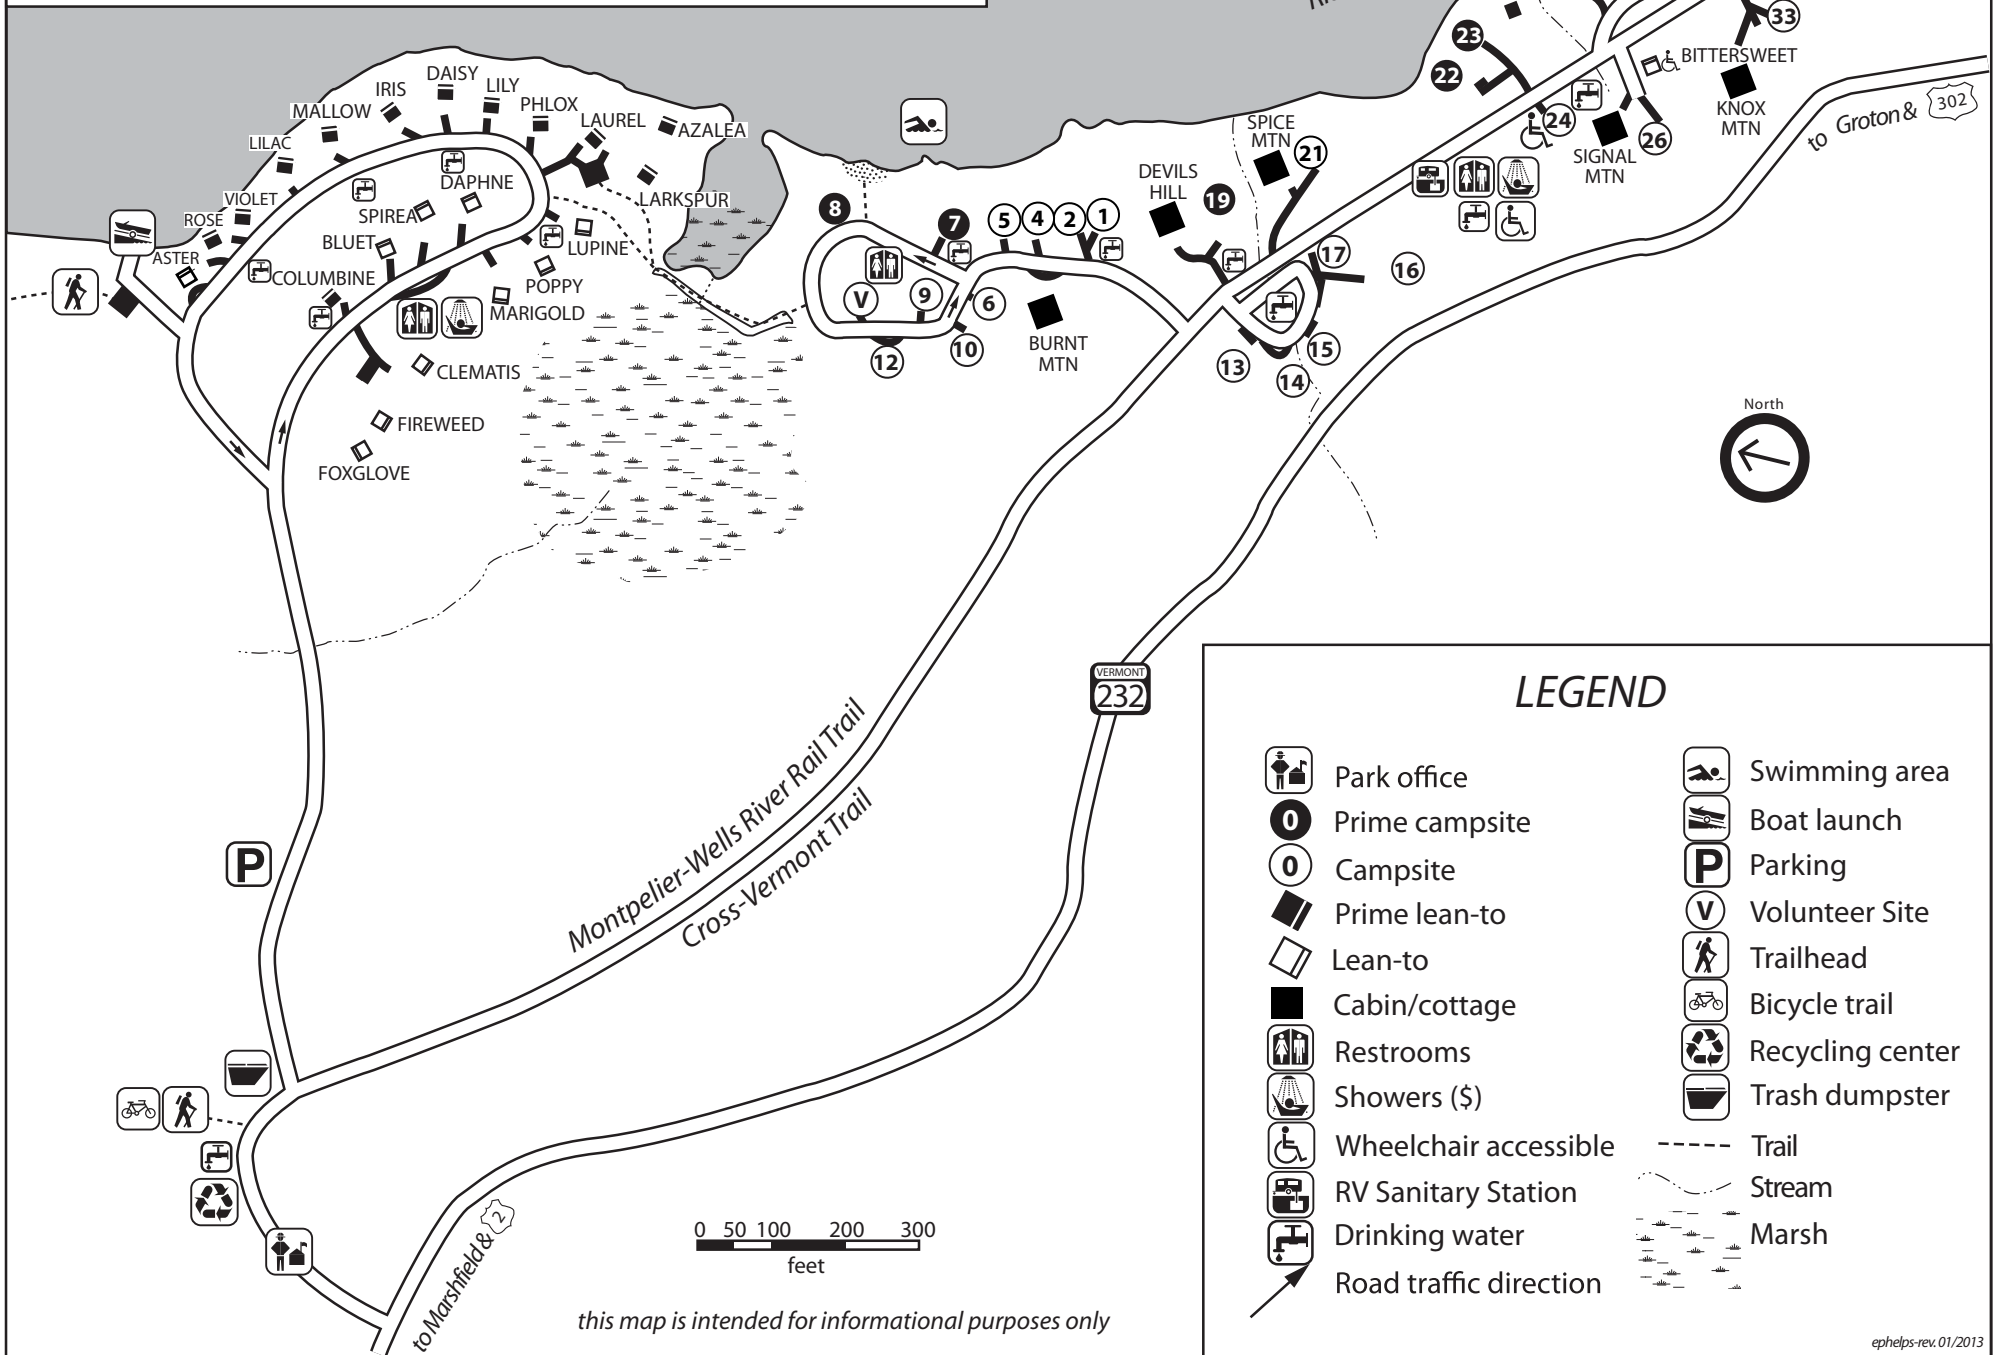 23
33
22
BITTERSWEET
KNOX
MTN
to Groton &
302
24
26
SIGNAL
MTN
DAISY
IRIS
LILY
MALLOW
PHLOX
LAUREL
AZALEA
LILAC
DAPHNE
LARKSPUR
VIOLET
SPIREA
ROSE
BLUET
LUPINE
ASTER
COLUMBINE
POPPY
MARIGOLD
CLEMATIS
FIREWEED
FOXGLOVE
SPICE
MTN
21
DEVILS
HILL
19
8
7
5
4
2
1
17
16
V
9
6
12
10
BURNT
MTN
13
14
15
North
VERMONT
232
Montpelier-Wells River Rail Trail
Cross-Vermont Trail
P
to Marshfield &
2
0 50 100 200 300
feet
this map is intended for informational purposes only
LEGEND
Park office
0 Prime campsite
0 Campsite
Prime lean-to
Lean-to
Cabin/cottage
Restrooms
Showers ($)
Wheelchair accessible
RV Sanitary Station
Drinking water
Road traffic direction
Swimming area
Boat launch
P Parking
V Volunteer Site
Trailhead
Bicycle trail
Recycling center
Trash dumpster
Trail
Stream
Marsh
ephelps-rev. 01/2013